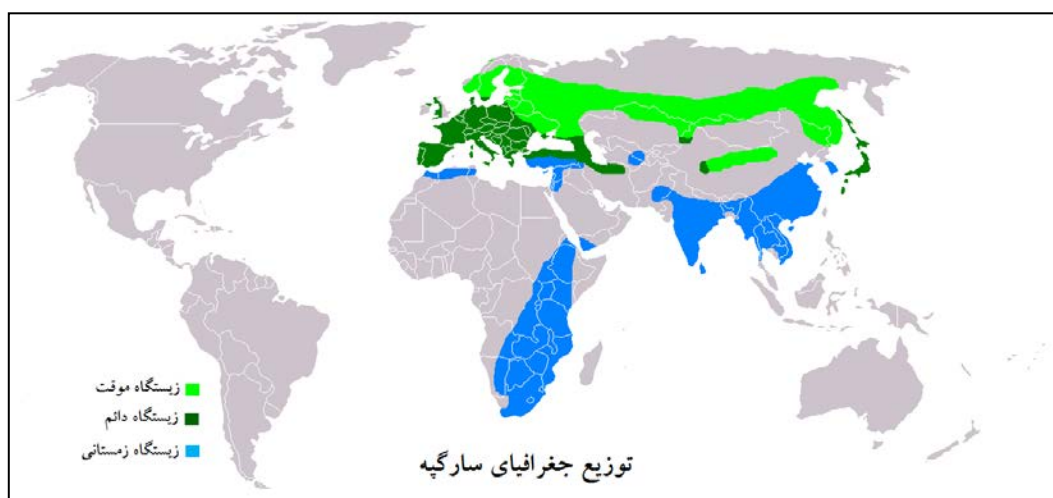 زیستگاه موقت
زیستگاه دائم
زیستگاه زمستانی
توزیع جغرافیای سارگپه